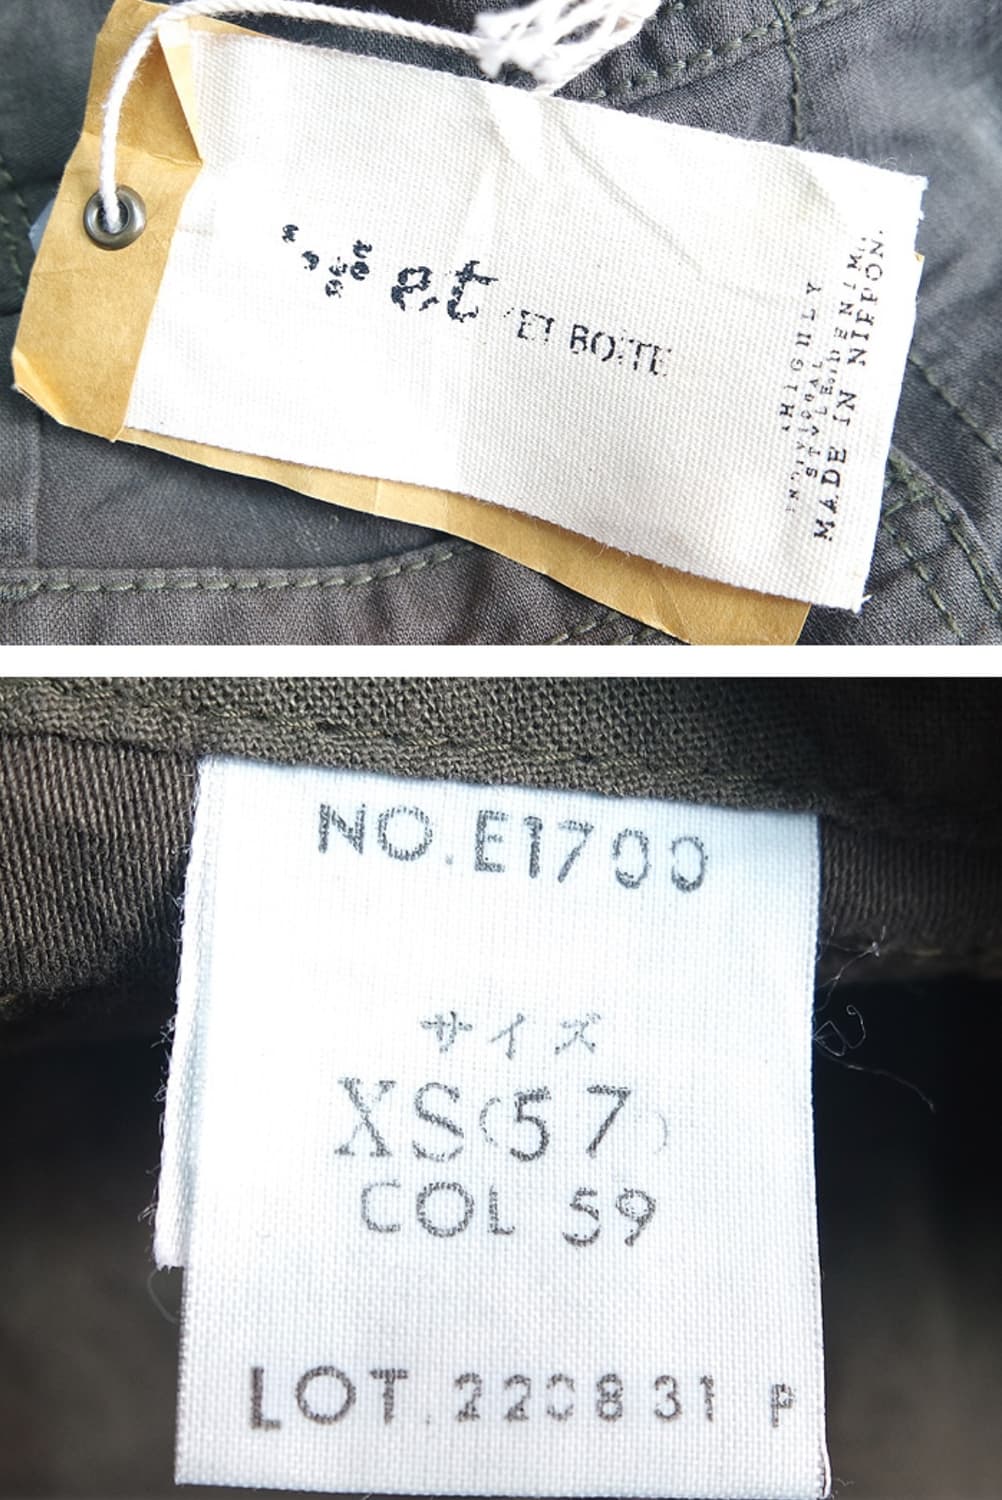 et
ET BOITE
HIGHLY
INDIVIDUAL
STYLE. DENIM.
MADE IN NIPPON.
NO.E1700
サイズ
XS(57)
COL 59
LOT.220831 P